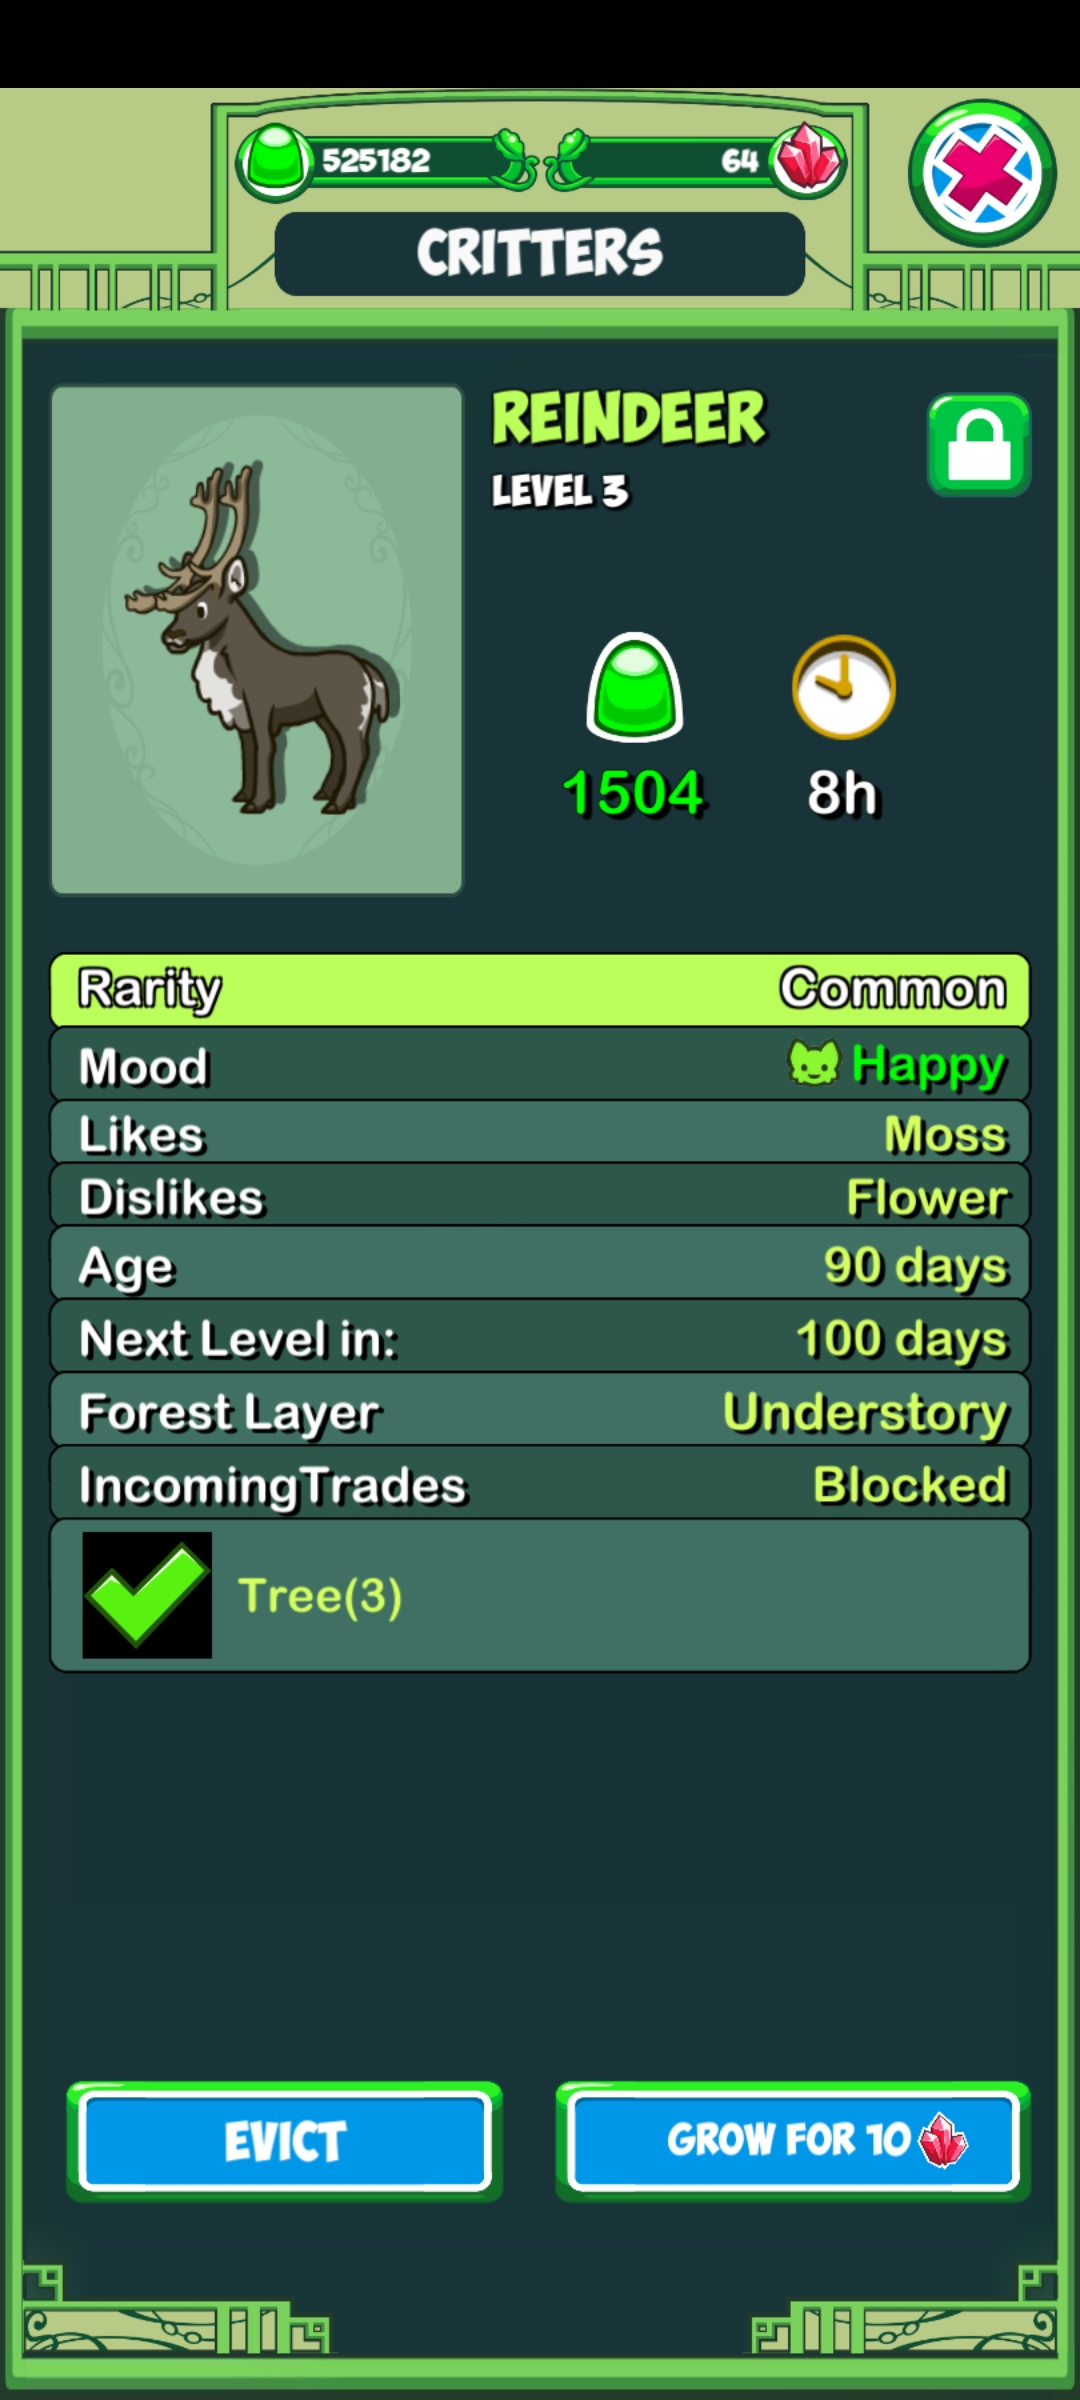 525182
64
CRITTERS
REINDEER
LEVEL 3
1504
8h
Rarity Common
Mood Happy
Likes Moss
Dislikes Flower
Age 90 days
Next Level in: 100 days
Forest Layer Understory
IncomingTrades Blocked
Tree(3)
EVICT
GROW FOR 10